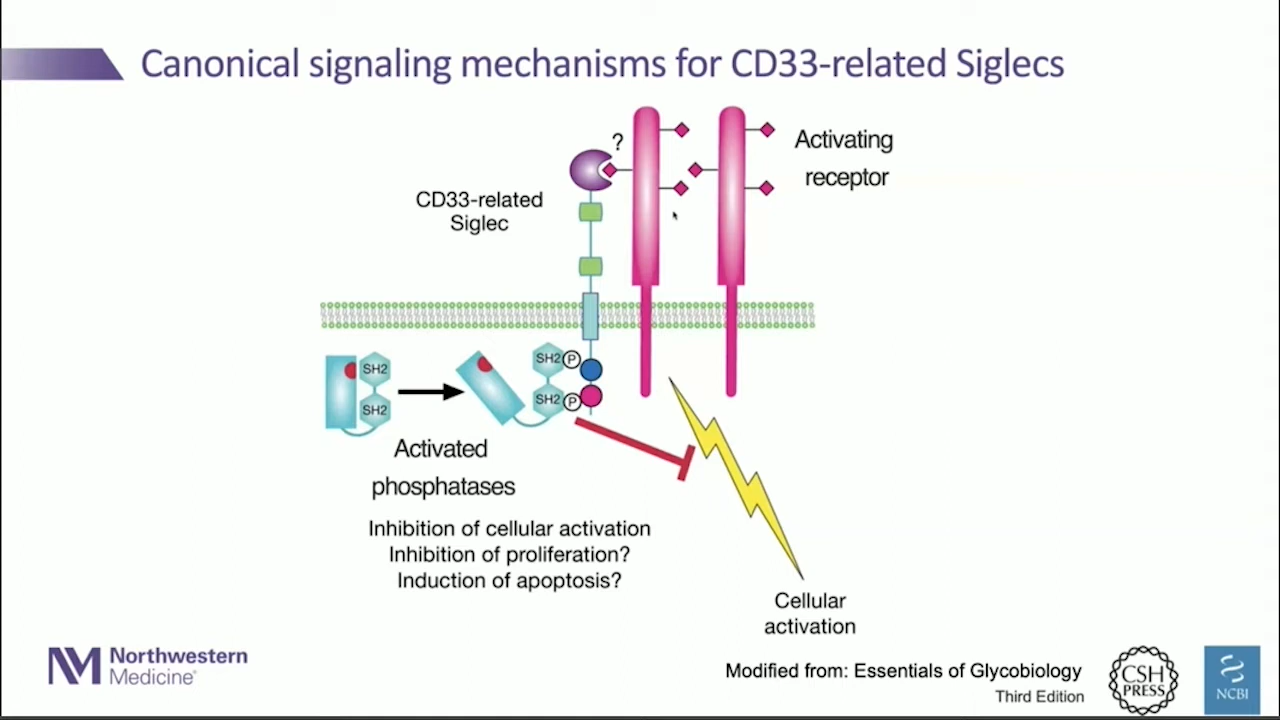 Canonical signaling mechanisms for CD33-related Siglecs
?
Activating
receptor
CD33-related
Siglec
SH2
SH2
SH2 P
SH2 P
Activated
phosphatases
Inhibition of cellular activation
Inhibition of proliferation?
Induction of apoptosis?
Cellular
activation
Northwestern
Medicine®
Modified from: Essentials of Glycobiology
Third Edition
CSH
PRESS
NCBI